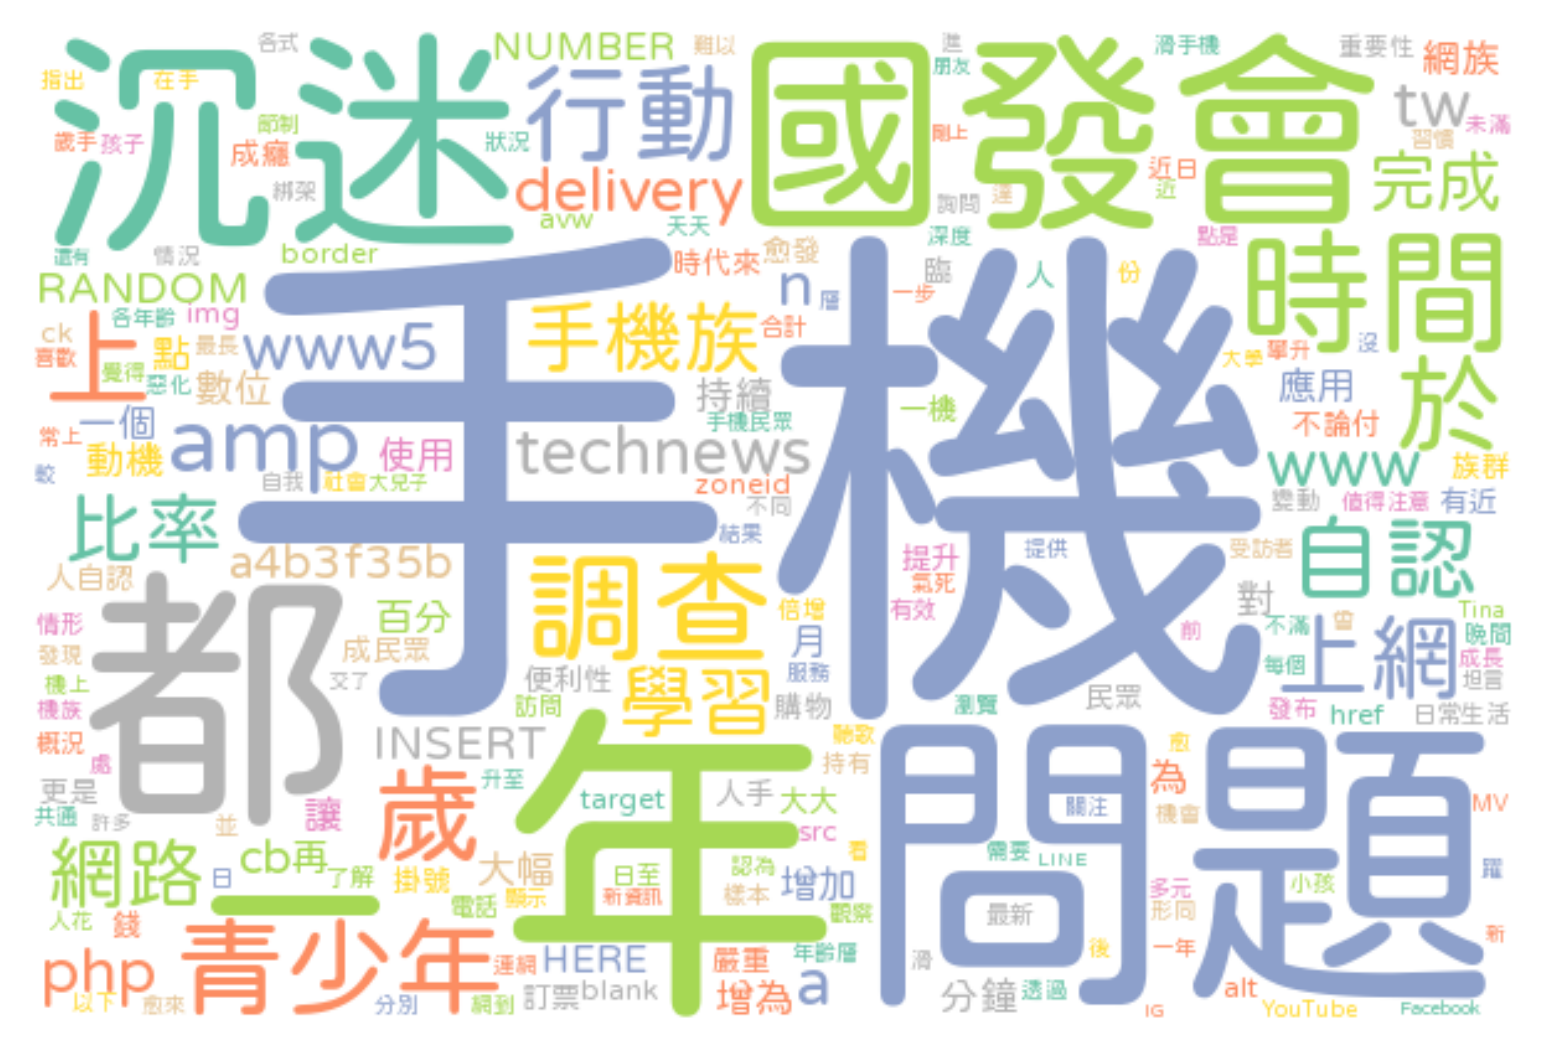 各式
NUMBER
難以
進
滑手機
重要性
網族
沉迷
行動
國發會
朋友
指出
在手
tw
節制
狀況
剛上
未滿
歲手
孩子
成癮
習慣
近日
完成
綁架
delivery
達
近
詢問
avw
天天
深度
點是
還有
情況
border
時代來
愈發
臨
人
份
時間
RANDOM
n
層
一步
各年齡
img
手機
手機族
合計
ck
上
點
最長
www5
喜歡
覺得
惡化
數位
大學
攀升
沒
持續
應用
於
一個
手機民眾
一機
不論付
常上
動機
amp
使用
technews
www
族群
較
自我
社會
大兒子
zoneid
不同
變動
值得注意
有近
比率
結果
提供
受訪者
自認
人自認
a4b3f35b
調查
提升
氣死
對
都
百分
倍增
有效
Tina
情形
月
前
不滿
曾
上網
晚間
發現
成民眾
服務
每個
成長
機上
交了
便利性
學習
民眾
坦言
機族
訪問
購物
瀏覽
發布
href
日常生活
概況
INSERT
年
聽歌
問題
愈
處
歲
升至
持有
為
更是
target
人手
大大
關注
機會
MV
共通
許多
並
讓
src
網路
cb再
了解
大幅
認為
看
需要
LINE
日
掛號
日至
增加
多元
小孩
躍
二
顯示
新資訊
樣本
觀察
最新
形同
人花
錢
電話
青少年
連網
HERE
嚴重
年齡層
滑
後
一年
新
php
訂票
blank
增為
a
分鐘
透過
alt
以下
愈來
分別
網到
IG
YouTube
Facebook